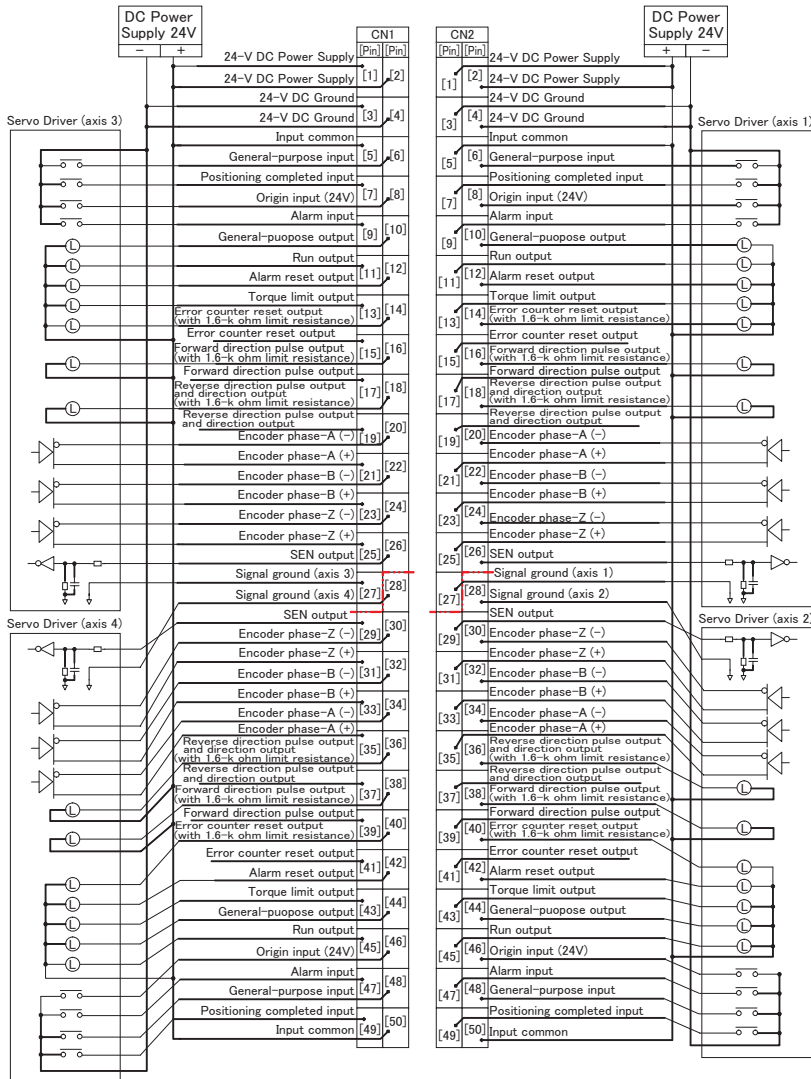 DC Power
Supply 24V
− +
DC Power
Supply 24V
+ −
CN1
[Pin] [Pin]
CN2
[Pin] [Pin]
Servo Driver (axis 3)
24-V DC Power Supply
[1] [2]
24-V DC Power Supply
24-V DC Ground
[3] [4]
24-V DC Ground
Input common
[5] [6]
General-purpose input
Positioning completed input
[7] [8]
Origin input (24V)
Alarm input
[9] [10]
General-puopose output
Run output
[11] [12]
Alarm reset output
Torque limit output
[13] [14]
Error counter reset output
(with 1.6-k ohm limit resistance)
Error counter reset output
[15] [16]
Forward direction pulse output
(with 1.6-k ohm limit resistance)
Forward direction pulse output
[17] [18]
Reverse direction pulse output
and direction output
(with 1.6-k ohm limit resistance)
Reverse direction pulse output
and direction output
[19] [20]
Encoder phase-A (-)
Encoder phase-A (+)
[21] [22]
Encoder phase-B (-)
Encoder phase-B (+)
[23] [24]
Encoder phase-Z (-)
Encoder phase-Z (+)
[25] [26]
SEN output
Signal ground (axis 3)
[27] [28]
Signal ground (axis 4)
Servo Driver (axis 4)
SEN output
[29] [30]
Encoder phase-Z (-)
Encoder phase-Z (+)
[31] [32]
Encoder phase-B (-)
Encoder phase-B (+)
[33] [34]
Encoder phase-A (-)
Encoder phase-A (+)
[35] [36]
Reverse direction pulse output
and direction output
(with 1.6-k ohm limit resistance)
Reverse direction pulse output
and direction output
[37] [38]
Forward direction pulse output
(with 1.6-k ohm limit resistance)
Forward direction pulse output
[39] [40]
Error counter reset output
(with 1.6-k ohm limit resistance)
Error counter reset output
[41] [42]
Alarm reset output
Torque limit output
[43] [44]
General-puopose output
Run output
[45] [46]
Origin input (24V)
Alarm input
[47] [48]
General-purpose input
Positioning completed input
[49] [50]
Input common
L
L
L
L
L
L
L
L
L
L
L
L
L
L
Servo Driver (axis 1)
24-V DC Power Supply
[1] [2]
24-V DC Power Supply
24-V DC Ground
[3] [4]
24-V DC Ground
Input common
[5] [6]
General-purpose input
Positioning completed input
[7] [8]
Origin input (24V)
Alarm input
[9] [10]
General-puopose output
Run output
[11] [12]
Alarm reset output
Torque limit output
[13] [14]
Error counter reset output
(with 1.6-k ohm limit resistance)
Error counter reset output
[15] [16]
Forward direction pulse output
(with 1.6-k ohm limit resistance)
Forward direction pulse output
[17] [18]
Reverse direction pulse output
and direction output
(with 1.6-k ohm limit resistance)
Reverse direction pulse output
and direction output
[19] [20]
Encoder phase-A (-)
Encoder phase-A (+)
[21] [22]
Encoder phase-B (-)
Encoder phase-B (+)
[23] [24]
Encoder phase-Z (-)
Encoder phase-Z (+)
[25] [26]
SEN output
Signal ground (axis 1)
[27] [28]
Signal ground (axis 2)
Servo Driver (axis 2)
SEN output
[29] [30]
Encoder phase-Z (-)
Encoder phase-Z (+)
[31] [32]
Encoder phase-B (-)
Encoder phase-B (+)
[33] [34]
Encoder phase-A (-)
Encoder phase-A (+)
[35] [36]
Reverse direction pulse output
and direction output
(with 1.6-k ohm limit resistance)
Reverse direction pulse output
and direction output
[37] [38]
Forward direction pulse output
(with 1.6-k ohm limit resistance)
Forward direction pulse output
[39] [40]
Error counter reset output
(with 1.6-k ohm limit resistance)
Error counter reset output
[41] [42]
Alarm reset output
Torque limit output
[43] [44]
General-puopose output
Run output
[45] [46]
Origin input (24V)
Alarm input
[47] [48]
General-purpose input
Positioning completed input
[49] [50]
Input common
L
L
L
L
L
L
L
L
L
L
L
L
L
L